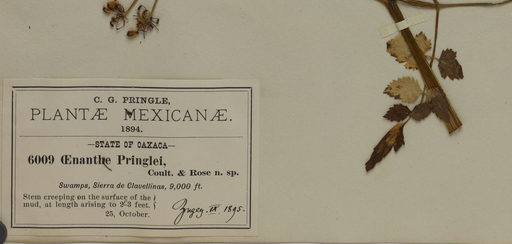 C. G. PRINGLE,
PLANTÆ MEXICANÆ.
1894.
—STATE OF OAXACA—
6009 Œnanthe Pringlei,
Coult. & Rose n. sp.
Swamps, Sierra de Clavellinas, 9,000 ft.
Stem creeping on the surface of the
mud, at length arising to 2-3 feet.
25, October.
IX 1895.